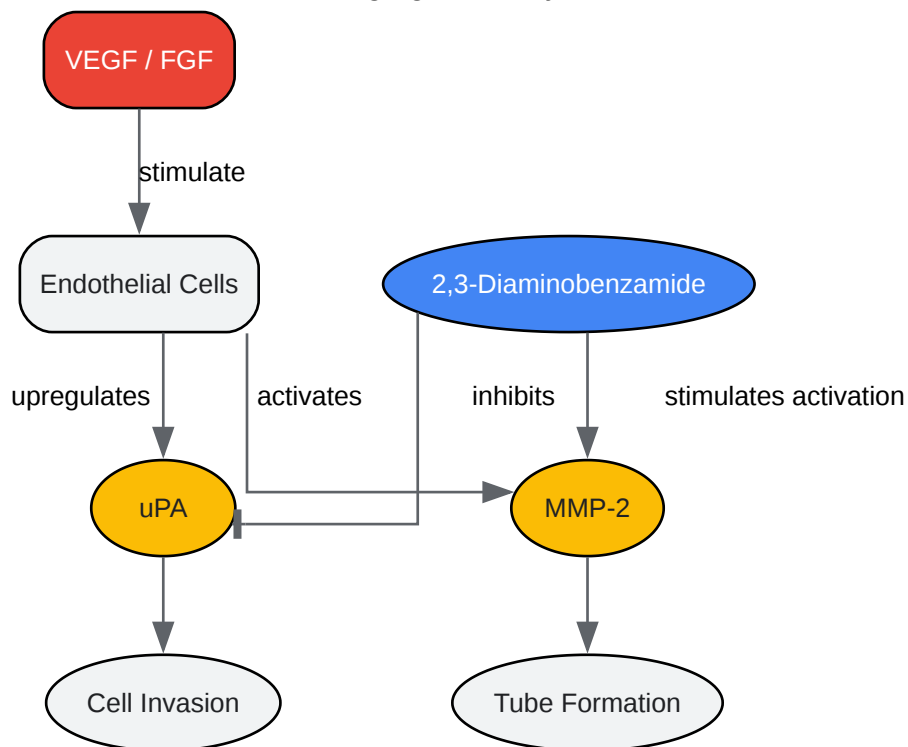 VEGF / FGF
stimulate
Endothelial Cells
2,3-Diaminobenzamide
upregulates
activates
inhibits
stimulates activation
uPA
MMP-2
Cell Invasion
Tube Formation